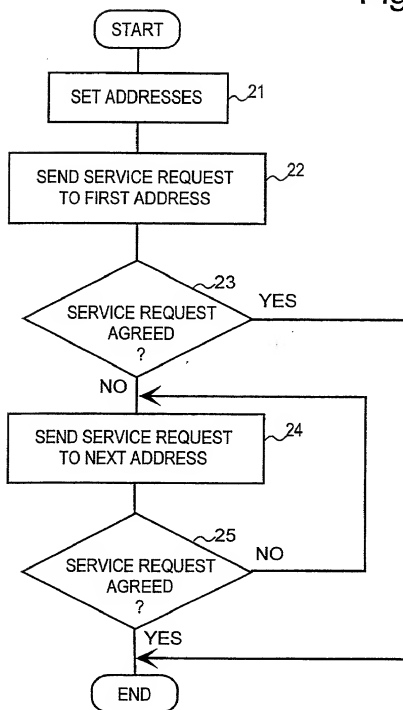 Fig
START
SET ADDRESSES
21
SEND SERVICE REQUEST
TO FIRST ADDRESS
22
23
SERVICE REQUEST
AGREED
?
YES
NO
SEND SERVICE REQUEST
TO NEXT ADDRESS
24
25
SERVICE REQUEST
AGREED
?
NO
YES
END